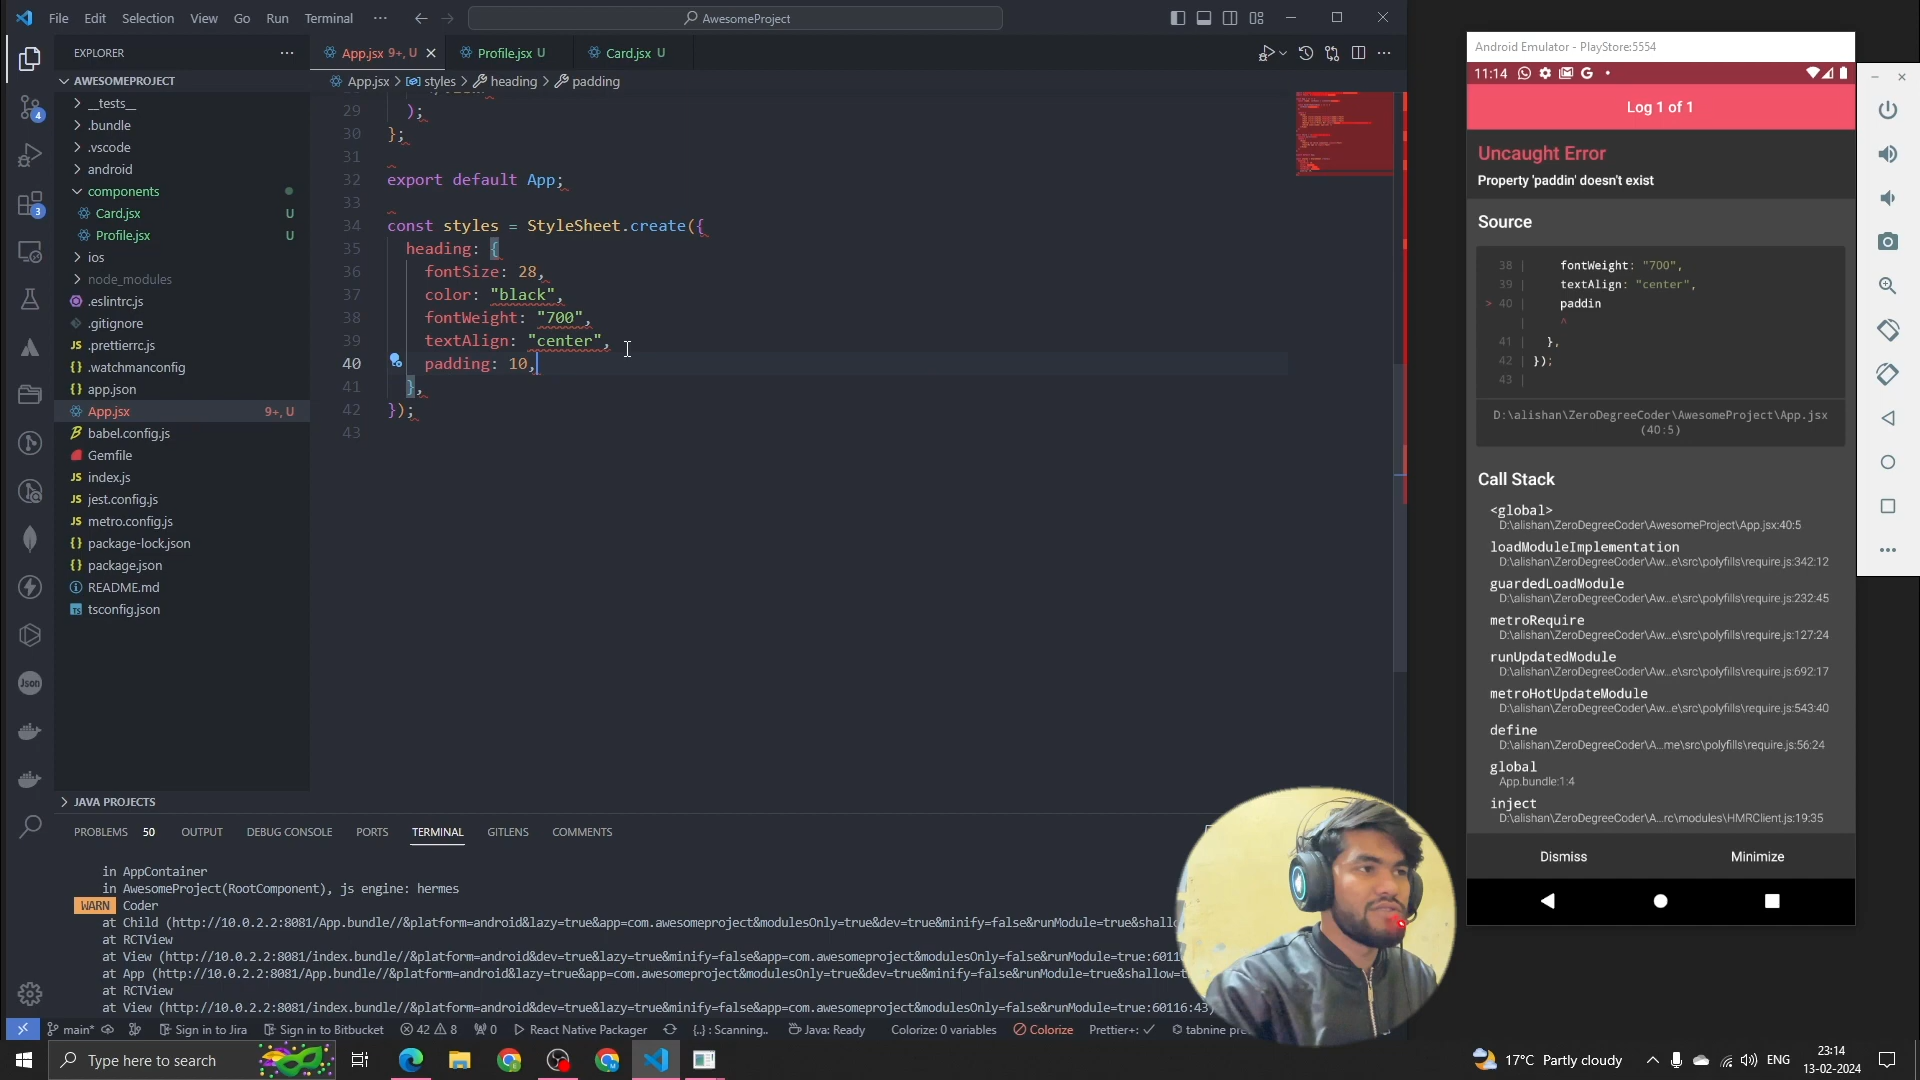 File Edit Selection View Go Run Terminal ··· AwesomeProject
EXPLORER ···
AWESOMEPROJECT
__tests__
.bundle
.vscode
android
components
Card.jsx U
Profile.jsx U
ios
node_modules
.eslintrc.js
.gitignore
.prettierrc.js
.watchmanconfig
app.json
App.jsx 9+, U
babel.config.js
Gemfile
index.js
jest.config.js
metro.config.js
package-lock.json
package.json
README.md
tsconfig.json
JAVA PROJECTS
4
3
Json
App.jsx 9+, U Profile.jsx U Card.jsx U
App.jsx > styles > heading > padding
29 );
30 };
31
32 export default App;
33
34 const styles = StyleSheet.create({
35 heading: {
36 fontSize: 28,
37 color: "black",
38 fontWeight: "700",
39 textAlign: "center",
40 padding: 10,
41 },
42 });
43
PROBLEMS 50 OUTPUT DEBUG CONSOLE PORTS TERMINAL GITLENS COMMENTS
in AppContainer
in AwesomeProject(RootComponent), js engine: hermes
WARN Coder
at Child (http://10.0.2.2:8081/App.bundle//&platform=android&lazy=true&app=com.awesomeproject&modulesOnly=true&dev=true&minify=false&runModule=true&shallo
at RCTView
at View (http://10.0.2.2:8081/index.bundle//&platform=android&dev=true&lazy=true&minify=false&app=com.awesomeproject&modulesOnly=false&runModule=true:6011
at App (http://10.0.2.2:8081/App.bundle//&platform=android&lazy=true&app=com.awesomeproject&modulesOnly=true&dev=true&minify=false&runModule=true&shallow=t
at RCTView
at View (http://10.0.2.2:8081/index.bundle//&platform=android&dev=true&lazy=true&minify=false&app=com.awesomeproject&modulesOnly=false&runModule=true:60116:43)
main* Sign in to Jira Sign in to Bitbucket 42 8 0 React Native Packager {..} : Scanning.. Java: Ready Colorize: 0 variables Colorize Prettier+: tabnine
Android Emulator - PlayStore:5554
11:14
Log 1 of 1
Uncaught Error
Property 'paddin' doesn't exist
Source
38 | fontWeight: "700",
39 | textAlign: "center",
> 40 | paddin
| ^
41 | },
42 | });
43 |
D:\alishan\ZeroDegreeCoder\AwesomeProject\App.jsx
(40:5)
Call Stack
<global>
D:\alishan\ZeroDegreeCoder\AwesomeProject\App.jsx:40:5
loadModuleImplementation
D:\alishan\ZeroDegreeCoder\Aw...e\src\polyfills\require.js:342:12
guardedLoadModule
D:\alishan\ZeroDegreeCoder\Aw...e\src\polyfills\require.js:232:45
metroRequire
D:\alishan\ZeroDegreeCoder\Aw...e\src\polyfills\require.js:127:24
runUpdatedModule
D:\alishan\ZeroDegreeCoder\Aw...e\src\polyfills\require.js:692:17
metroHotUpdateModule
D:\alishan\ZeroDegreeCoder\Aw...e\src\polyfills\require.js:543:40
define
D:\alishan\ZeroDegreeCoder\A...me\src\polyfills\require.js:56:24
global
App.bundle:1:4
inject
D:\alishan\ZeroDegreeCoder\A...rc\modules\HMRClient.js:19:35
Dismiss Minimize
Type here to search
17°C Partly cloudy ENG 23:14
13-02-2024